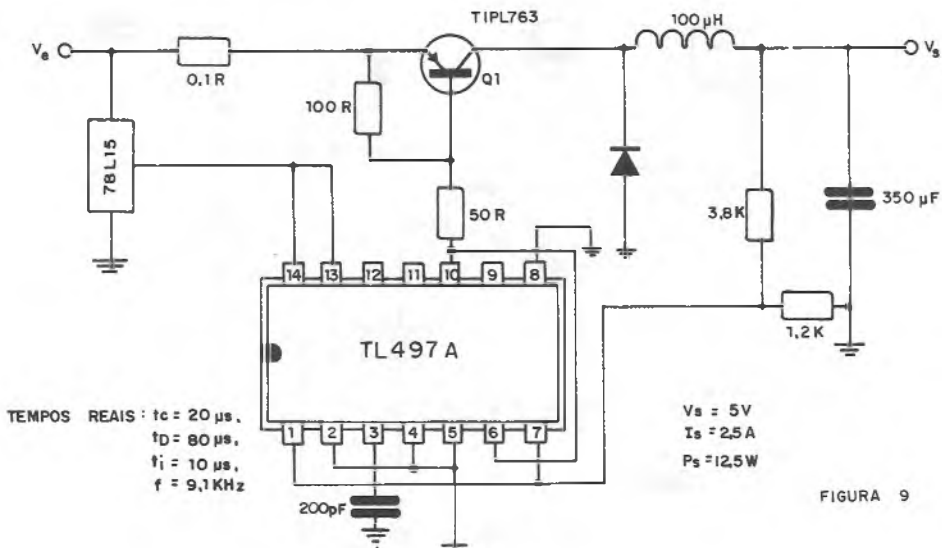 TIPL763
100 µH
Ve
Vs
0.1R
Q1
100 R
78L15
50R
3,8K
350 µF
14 13 12 11 10 9 8
1,2K
TL497A
TEMPOS REAIS: tc = 20 µs,
tD = 80 µs,
ti = 10 µs,
f = 9,1KHz
1 2 3 4 5 6 7
200pF
Vs = 5V
Is = 2,5A
Ps = 12,5W
FIGURA 9